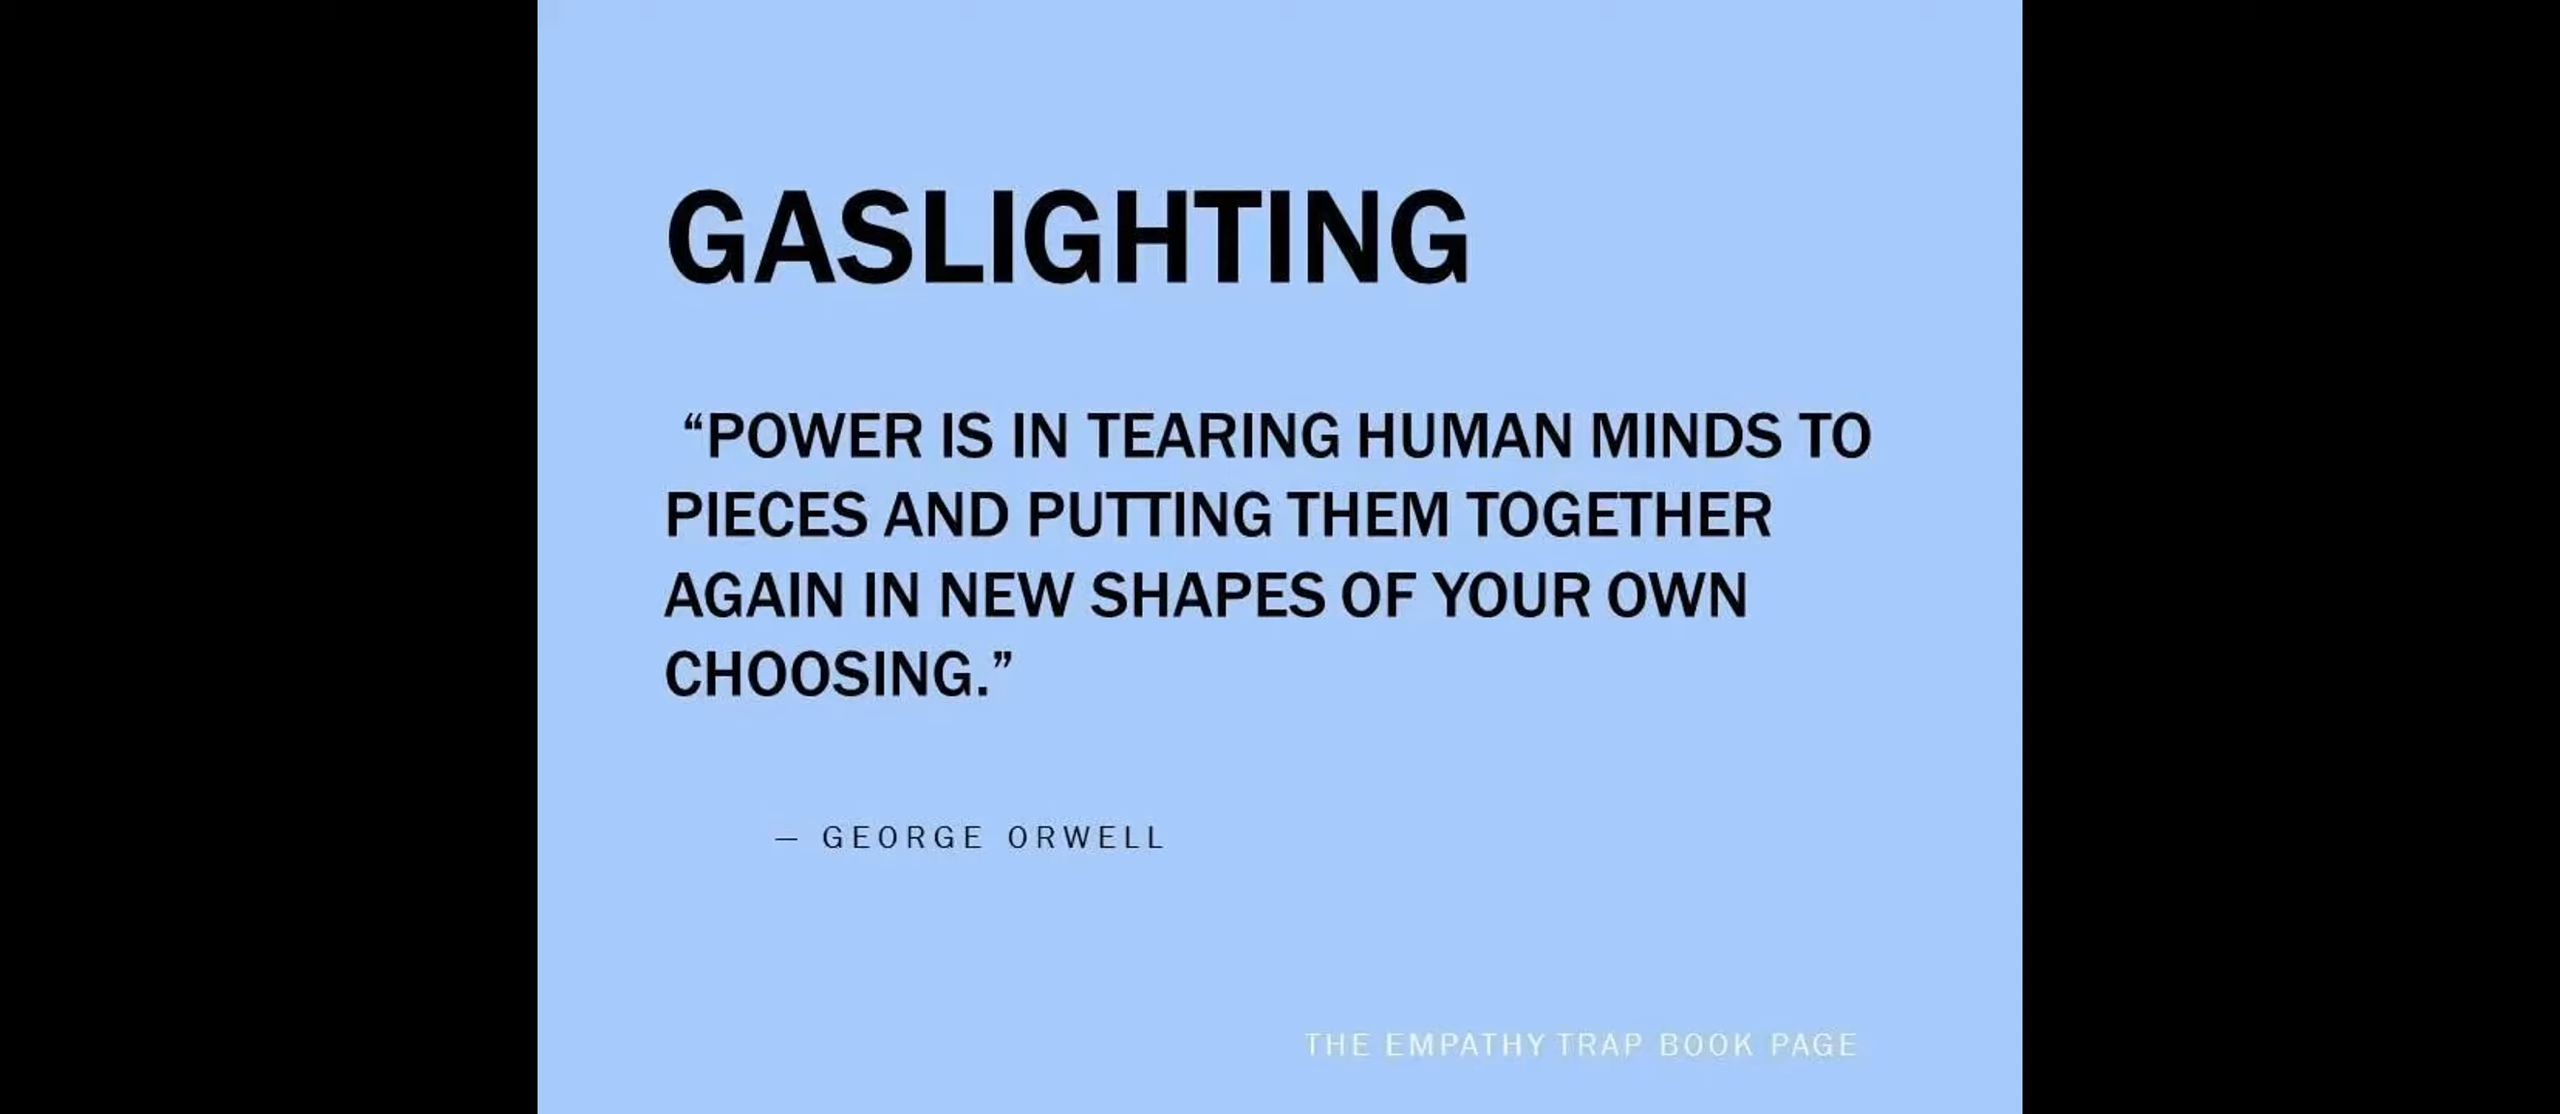 GASLIGHTING
“POWER IS IN TEARING HUMAN MINDS TO
PIECES AND PUTTING THEM TOGETHER
AGAIN IN NEW SHAPES OF YOUR OWN
CHOOSING.”
— GEORGE ORWELL
THE EMPATHY TRAP BOOK PAGE